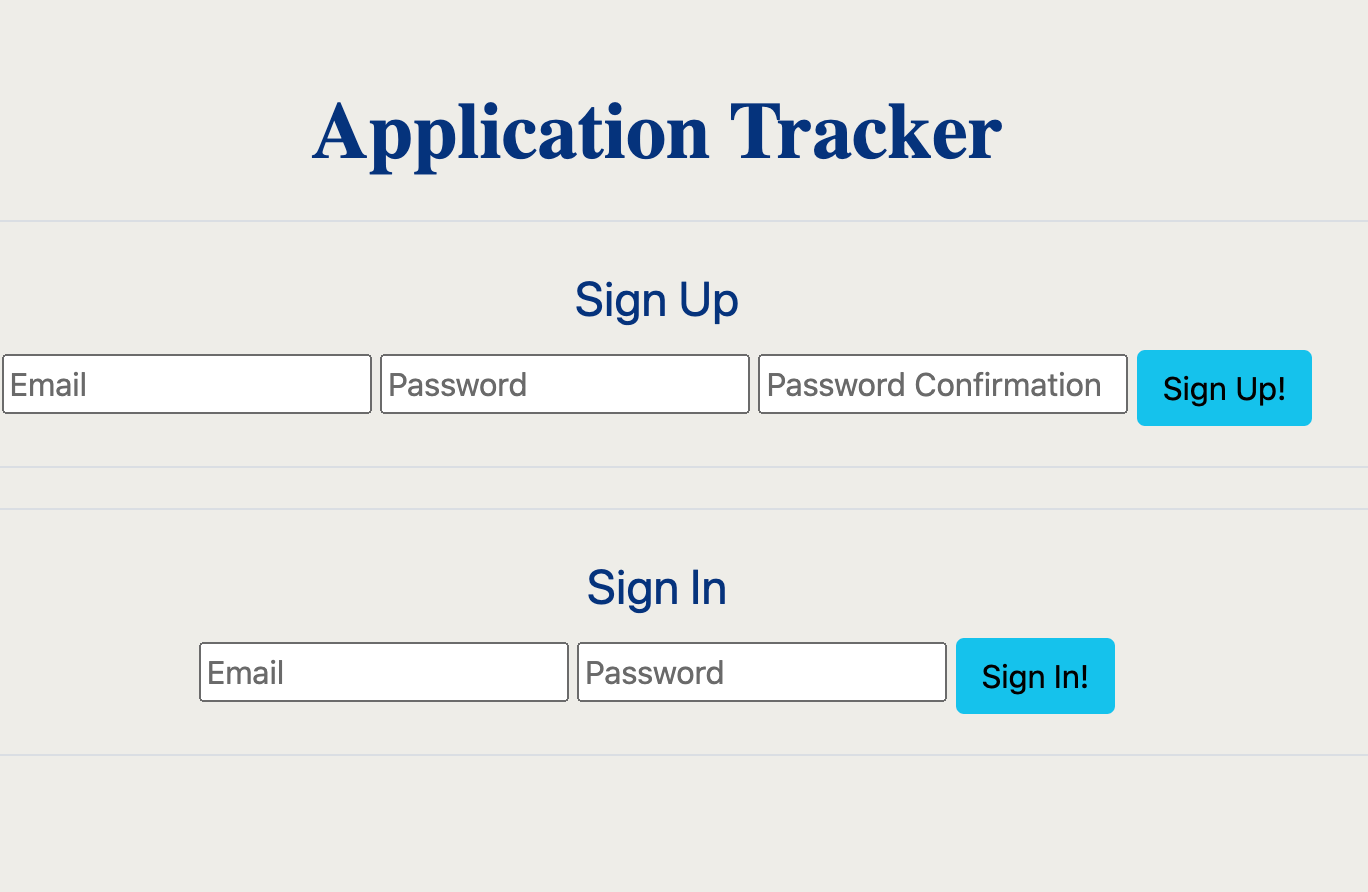 Application Tracker
Sign Up
Email Password Password Confirmation Sign Up!
Sign In
Email Password Sign In!